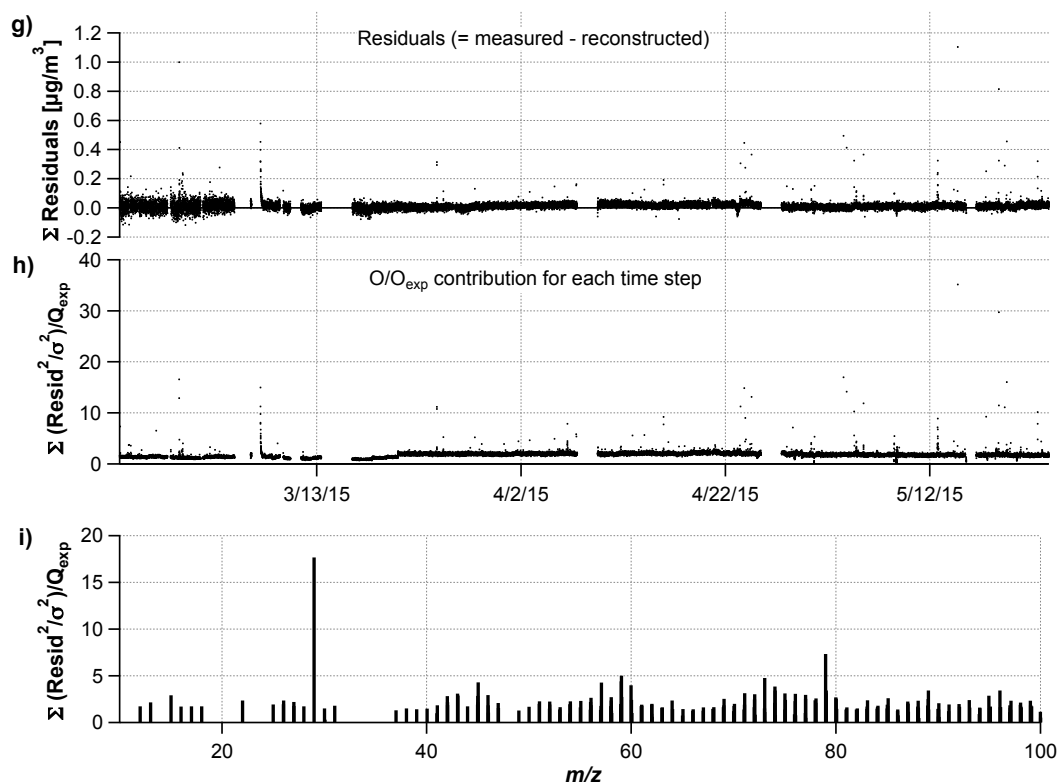 g)
Residuals (= measured - reconstructed)
Σ Residuals [µg/m³]
1.2
1.0
0.8
0.6
0.4
0.2
0.0
-0.2
h)
O/Oexp contribution for each time step
Σ (Resid²/σ²)/Qexp
40
30
20
10
0
3/13/15 4/2/15 4/22/15 5/12/15
i)
Σ (Resid²/σ²)/Qexp
20
15
10
5
0
20 40 60 80 100
m/z